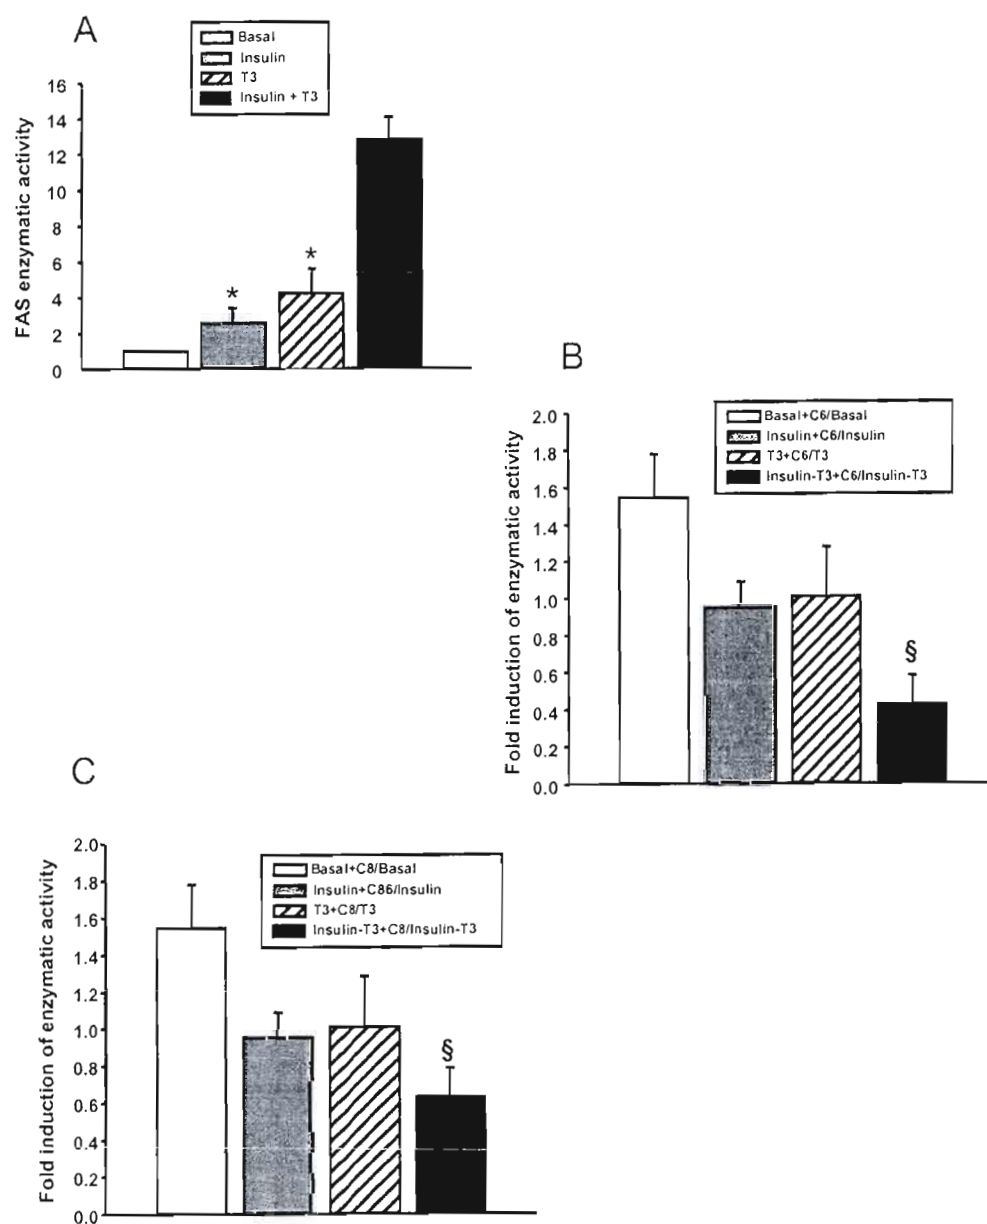 A
Basal
Insulin
T3
Insulin + T3
16
14
12
10
8
6
4
2
0
FAS enzymatic activity
*
*
B
Basal+C6/Basal
Insulin+C6/Insulin
T3+C6/T3
Insulin-T3+C6/Insulin-T3
2.0
1.8
1.6
1.4
1.2
1.0
0.8
0.6
0.4
0.2
0.0
Fold induction of enzymatic activity
§
C
Basal+C8/Basal
Insulin+C86/Insulin
T3+C8/T3
Insulin-T3+C8/Insulin-T3
2.0
1.8
1.6
1.4
1.2
1.0
0.8
0.6
0.4
0.2
0.0
Fold induction of enzymatic activity
§